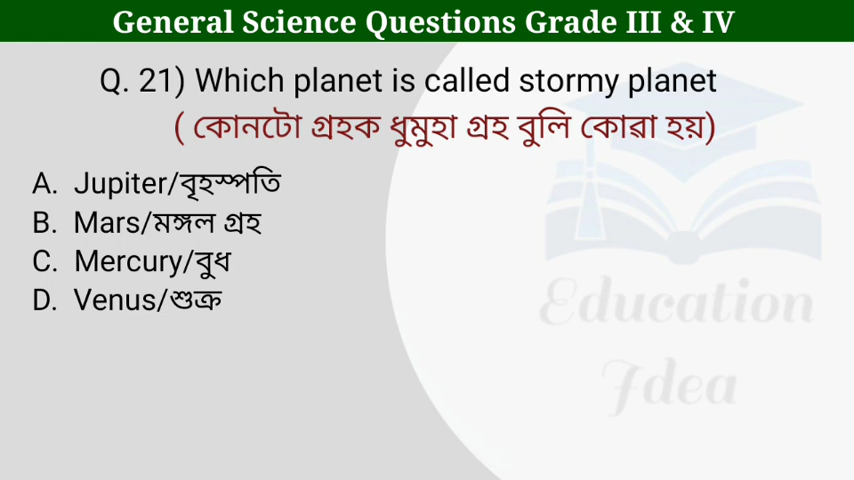 General Science Questions Grade III & IV
Q. 21) Which planet is called stormy planet
( কোনটো গ্ৰহক ধুমুহা গ্ৰহ বুলি কোৱা হয়)
A. Jupiter/বৃহস্পতি
B. Mars/মঙ্গল গ্ৰহ
C. Mercury/বুধ
D. Venus/শুক্ৰ
Education
Idea